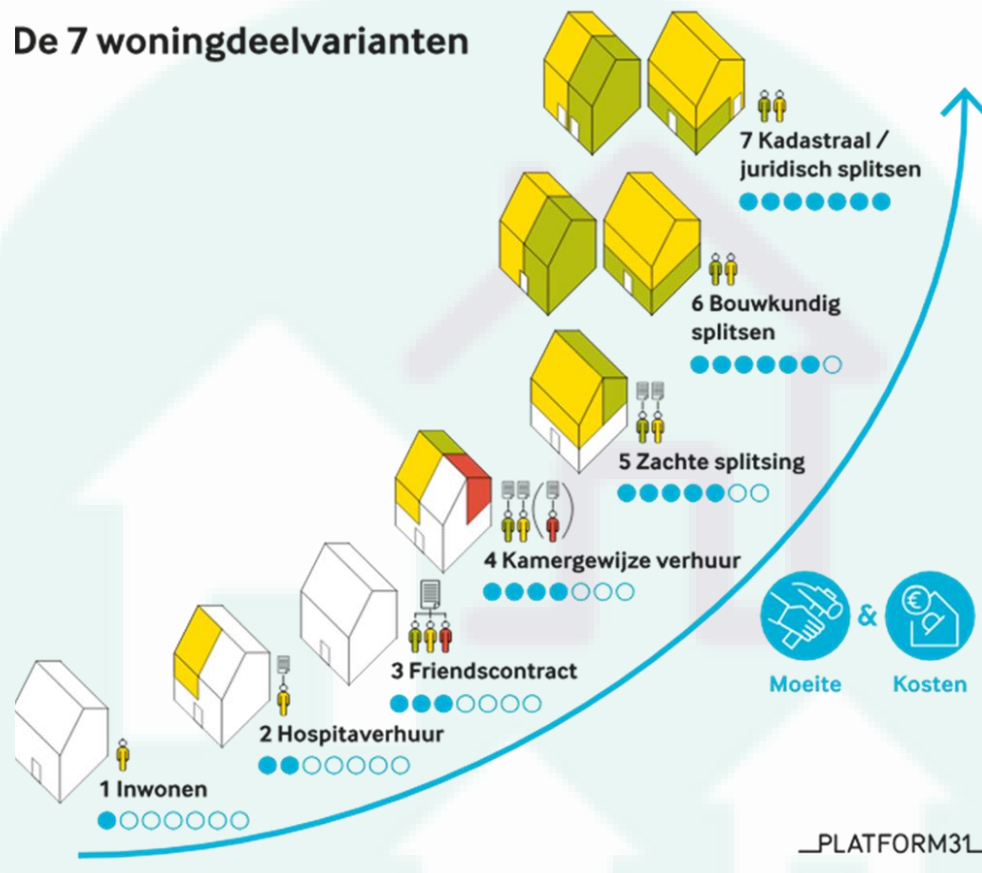 De 7 woningdeelvarianten
7 Kadastraal /
juridisch splitsen
6 Bouwkundig
splitsen
5 Zachte splitsing
4 Kamergewijze verhuur
3 Friendscontract
2 Hospitaverhuur
1 Inwonen
&
€
Moeite
Kosten
_PLATFORM31_